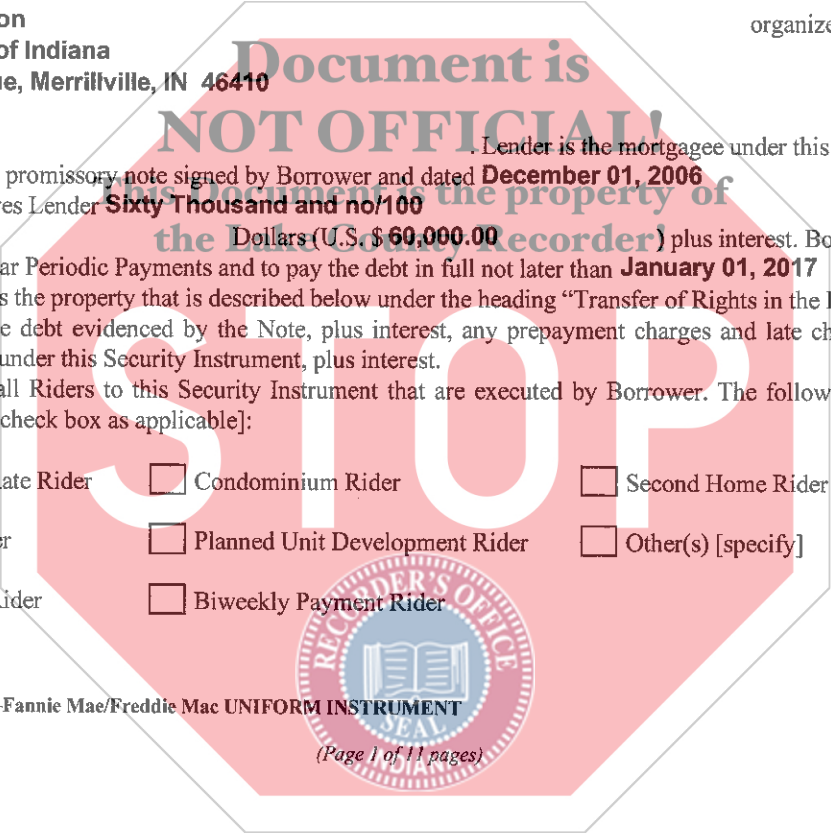 on
organize
of Indiana
ue, Merrillville, IN 46410
Document is
NOT OFFICIAL!
. Lender is the mortgagee under this
promissory note signed by Borrower and dated December 01, 2006
This Document is the property of
res Lender Sixty Thousand and no/100
the Lake County Recorder
Dollars (U.S. $ 60,000.00 ) plus interest. Bo
ar Periodic Payments and to pay the debt in full not later than January 01, 2017
s the property that is described below under the heading “Transfer of Rights in the
e debt evidenced by the Note, plus interest, any prepayment charges and late ch
under this Security Instrument, plus interest.
all Riders to this Security Instrument that are executed by Borrower. The follow
check box as applicable]:
STOP
ate Rider Condominium Rider Second Home Rider
er Planned Unit Development Rider Other(s) [specify]
ider Biweekly Payment Rider
RECORDER'S OFFICE
-Fannie Mae/Freddie Mac UNIFORM INSTRUMENT
SEAL
(Page 1 of 11 pages)
INDIANA